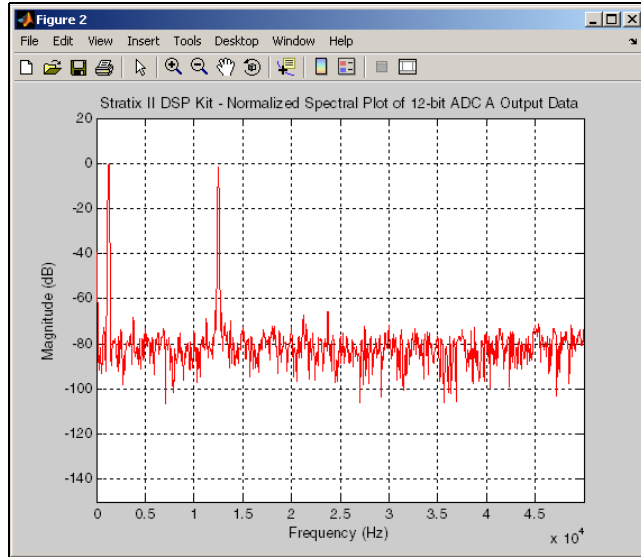 Figure 2
File Edit View Insert Tools Desktop Window Help
Stratix II DSP Kit - Normalized Spectral Plot of 12-bit ADC A Output Data
Magnitude (dB)
20
0
-20
-40
-60
-80
-100
-120
-140
0 0.5 1 1.5 2 2.5 3 3.5 4 4.5
x 10^4
Frequency (Hz)